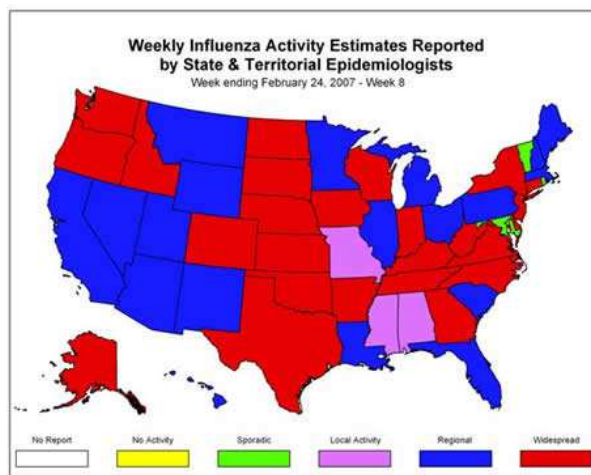 Weekly Influenza Activity Estimates Reported
by State & Territorial Epidemiologists
Week ending February 24, 2007 - Week 8
No Report
No Activity
Sporadic
Local Activity
Regional
Widespread